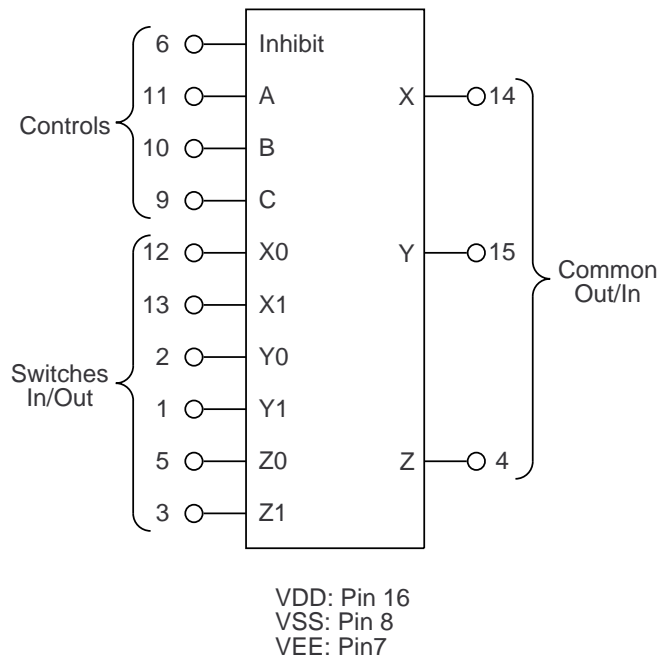 6 Inhibit
11 A X 14
Controls
10 B
9 C
12 X0 Y 15
Common
Out/In
13 X1
2 Y0
Switches
In/Out
1 Y1
5 Z0 Z 4
3 Z1
VDD: Pin 16
VSS: Pin 8
VEE: Pin7